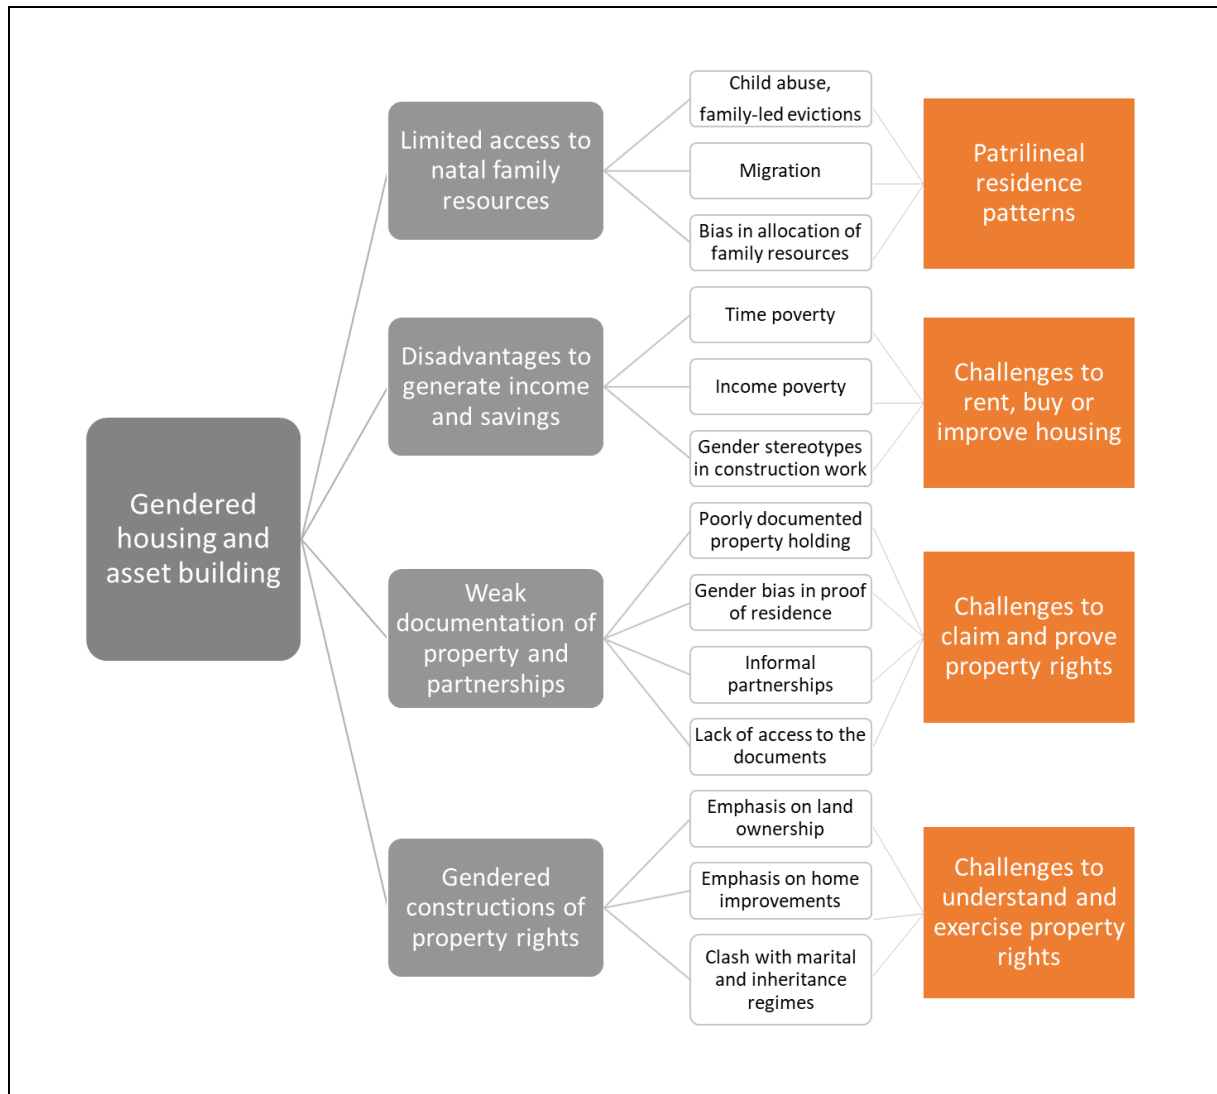 Gendered
housing and
asset building
Limited access to
natal family
resources
Child abuse,
family-led evictions
Migration
Bias in allocation of
family resources
Patrilineal
residence
patterns
Disadvantages to
generate income
and savings
Time poverty
Income poverty
Gender stereotypes
in construction work
Challenges to
rent, buy or
improve housing
Weak
documentation of
property and
partnerships
Poorly documented
property holding
Gender bias in proof
of residence
Informal
partnerships
Lack of access to the
documents
Challenges to
claim and prove
property rights
Gendered
constructions of
property rights
Emphasis on land
ownership
Emphasis on home
improvements
Clash with marital
and inheritance
regimes
Challenges to
understand and
exercise property
rights